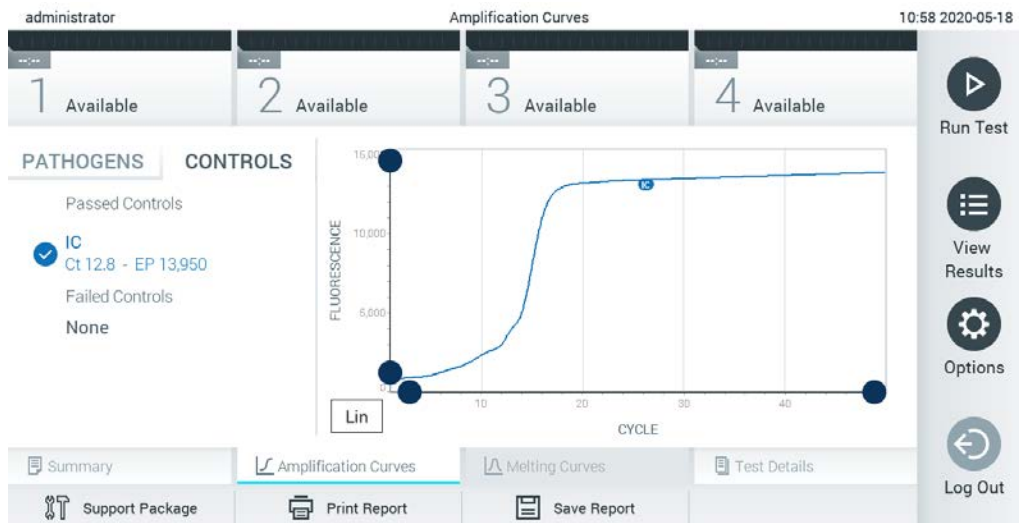 administrator
Amplification Curves
10:58 2020-05-18
--:--
1 Available
--:--
2 Available
--:--
3 Available
--:--
4 Available
Run Test
View
Results
Options
Log Out
PATHOGENS
CONTROLS
Passed Controls
IC
Ct 12.8 - EP 13,950
Failed Controls
None
FLUORESCENCE
10,000
5,000
0
IC
10
20
30
40
CYCLE
Lin
Summary
Amplification Curves
Melting Curves
Test Details
Support Package
Print Report
Save Report